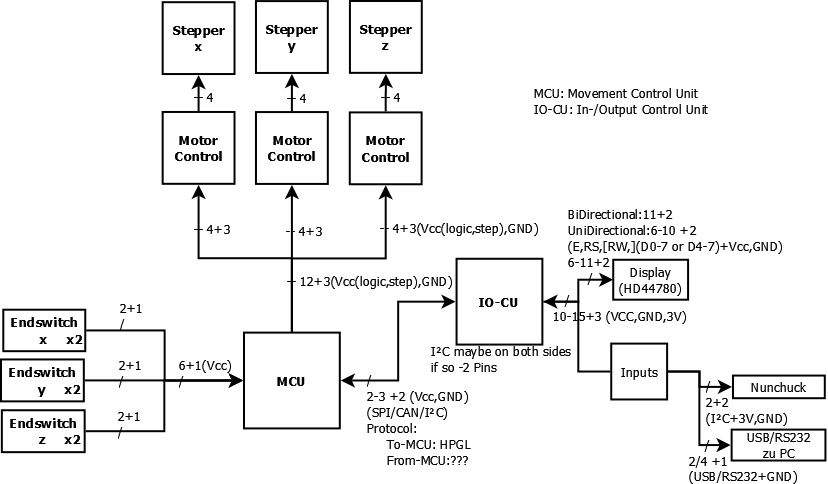 Stepper
x
Stepper
y
Stepper
z
4
4
4
MCU: Movement Control Unit
IO-CU: In-/Output Control Unit
Motor
Control
Motor
Control
Motor
Control
4+3
4+3
4+3(Vcc(logic,step),GND)
BiDirectional:11+2
UniDirectional:6-10 +2
(E,RS,[RW,](D0-7 or D4-7)+Vcc,GND)
6-11+2
12+3(Vcc(logic,step),GND)
IO-CU
Display
(HD44780)
10-15+3 (VCC,GND,3V)
2+1
Endswitch
x x2
I²C maybe on both sides
if so -2 Pins
2+1
6+1(Vcc)
Endswitch
y x2
MCU
Inputs
2-3 +2 (Vcc,GND)
(SPI/CAN/I²C)
Protocol:
To-MCU: HPGL
From-MCU:???
2+1
Endswitch
z x2
Nunchuck
2+2
(I²C+3V,GND)
USB/RS232
zu PC
2/4 +1
(USB/RS232+GND)